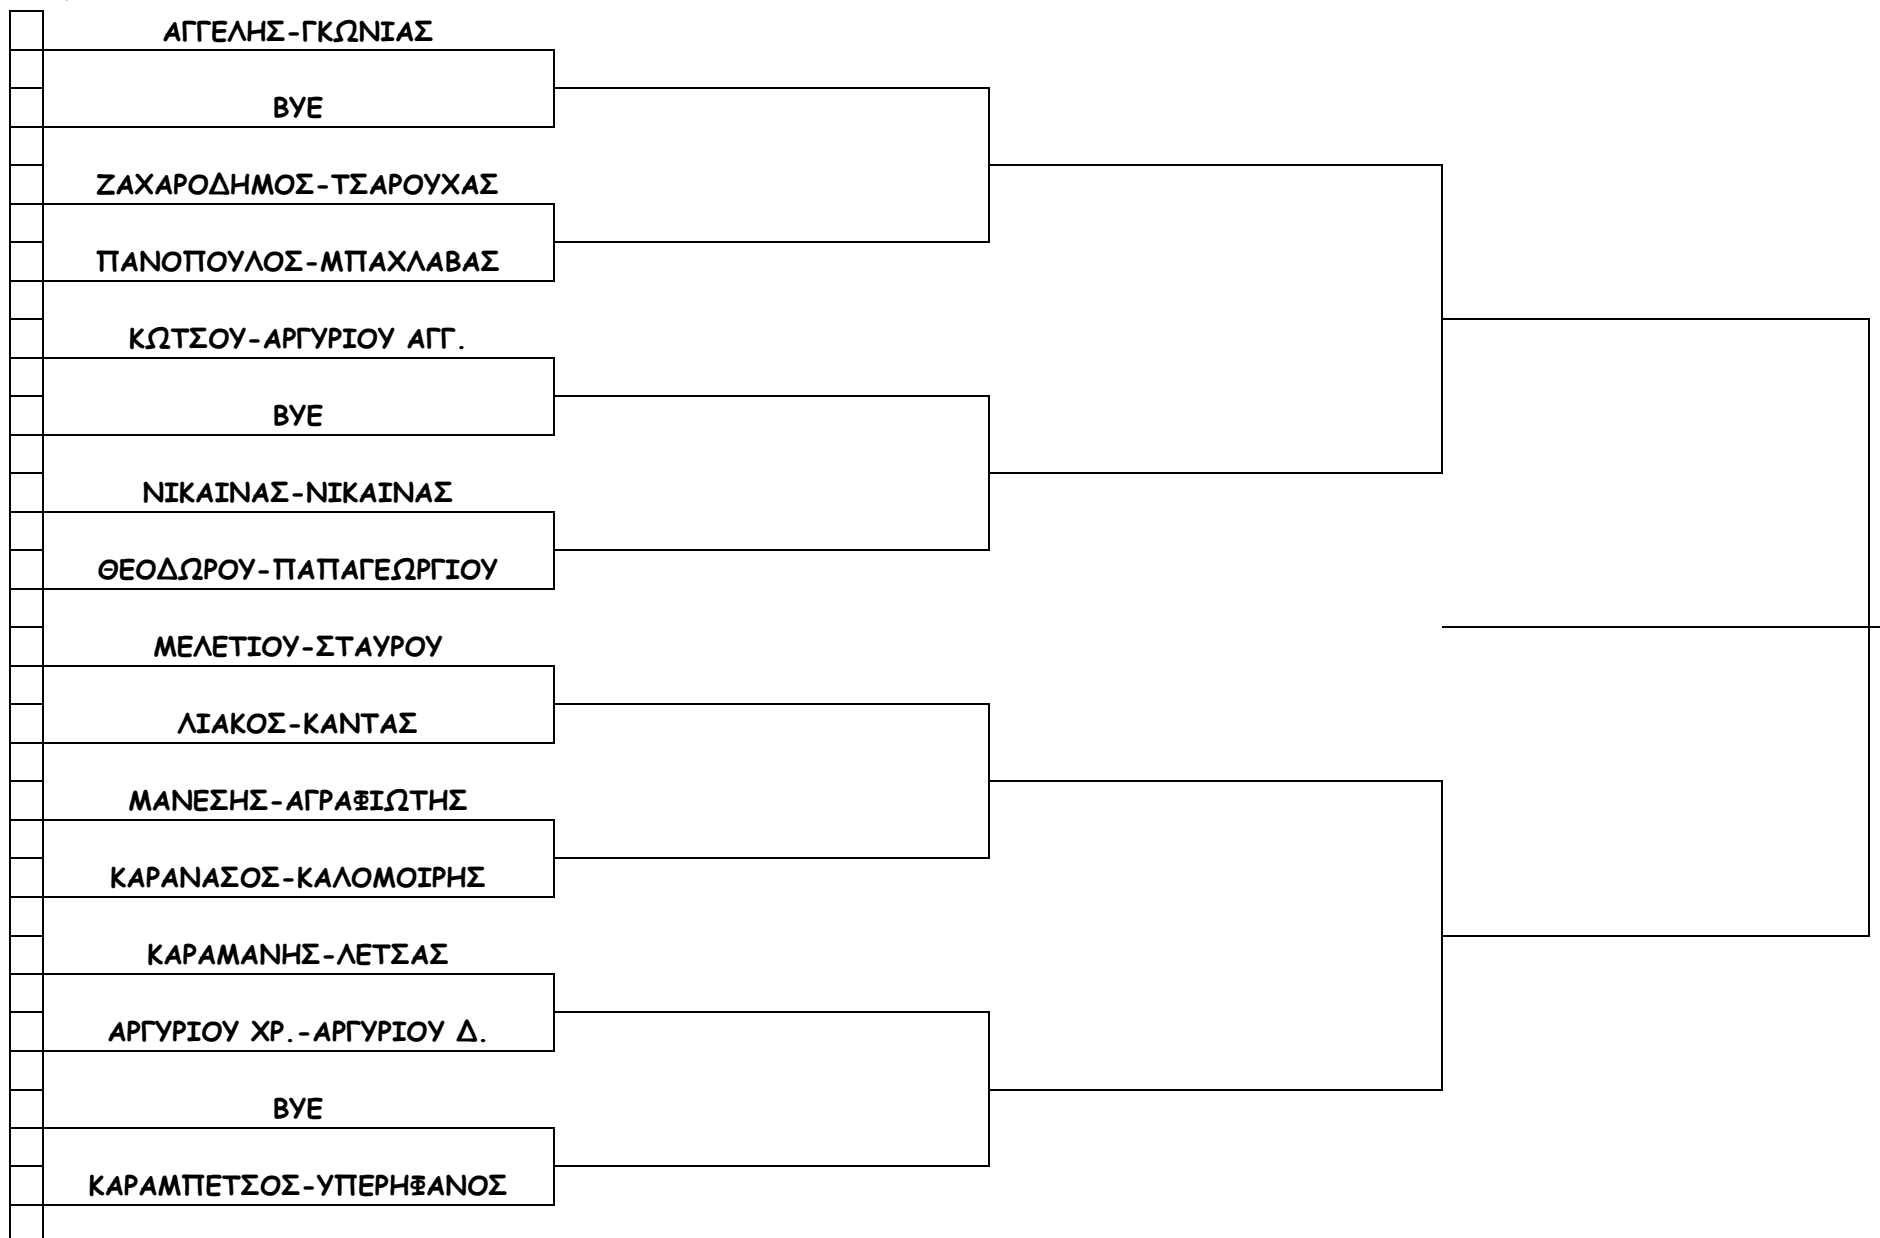 ΑΓΓΕΛΗΣ-ΓΚΩΝΙΑΣ
BYE
ΖΑΧΑΡΟΔΗΜΟΣ-ΤΣΑΡΟΥΧΑΣ
ΠΑΝΟΠΟΥΛΟΣ-ΜΠΑΧΛΑΒΑΣ
ΚΩΤΣΟΥ-ΑΡΓΥΡΙΟΥ ΑΓΓ.
BYE
ΝΙΚΑΙΝΑΣ-ΝΙΚΑΙΝΑΣ
ΘΕΟΔΩΡΟΥ-ΠΑΠΑΓΕΩΡΓΙΟΥ
ΜΕΛΕΤΙΟΥ-ΣΤΑΥΡΟΥ
ΛΙΑΚΟΣ-ΚΑΝΤΑΣ
ΜΑΝΕΣΗΣ-ΑΓΡΑΦΙΩΤΗΣ
ΚΑΡΑΝΑΣΟΣ-ΚΑΛΟΜΟΙΡΗΣ
ΚΑΡΑΜΑΝΗΣ-ΛΕΤΣΑΣ
ΑΡΓΥΡΙΟΥ ΧΡ.-ΑΡΓΥΡΙΟΥ Δ.
BYE
ΚΑΡΑΜΠΕΤΣΟΣ-ΥΠΕΡΗΦΑΝΟΣ